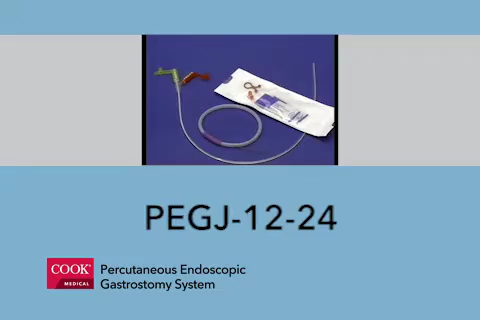 PEGJ-12-24
COOK®
MEDICAL
Percutaneous Endoscopic
Gastrostomy System